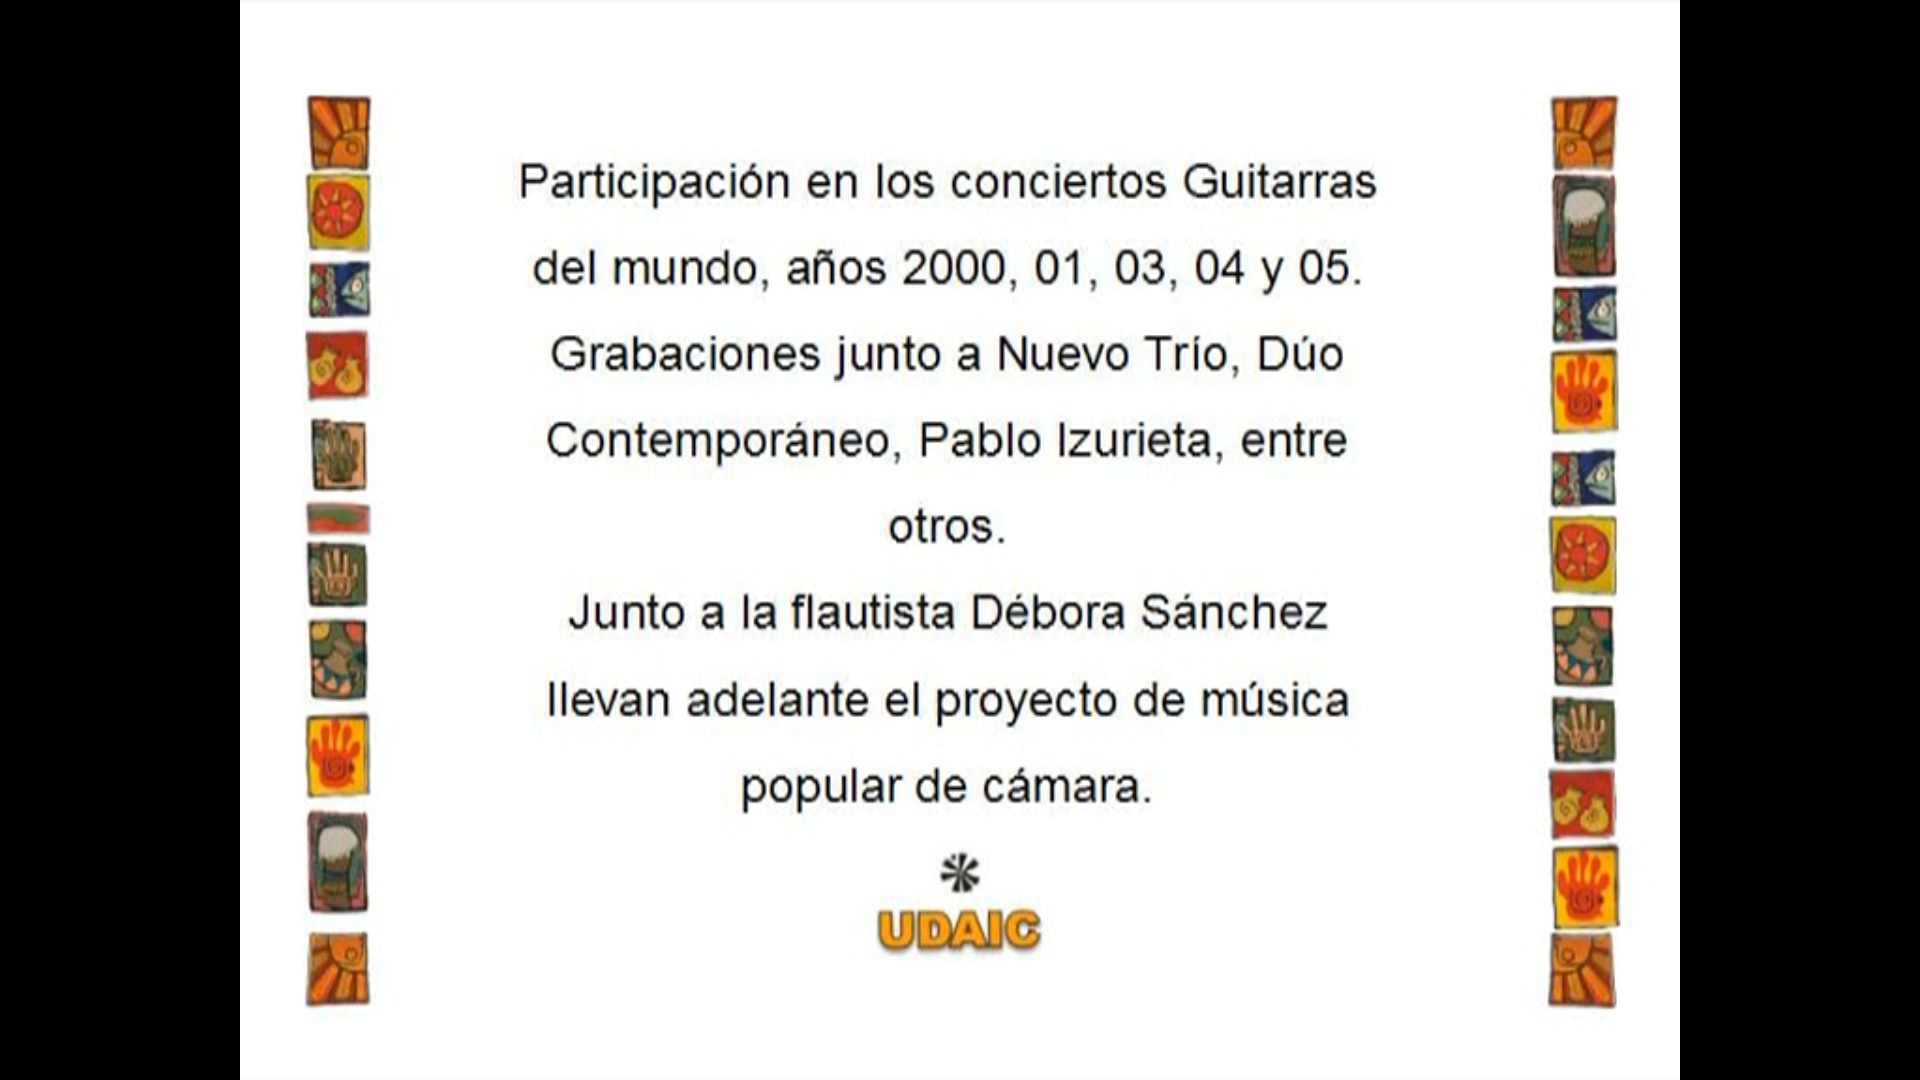 Participación en los conciertos Guitarras
del mundo, años 2000, 01, 03, 04 y 05.
Grabaciones junto a Nuevo Trío, Dúo
Contemporáneo, Pablo Izurieta, entre
otros.
Junto a la flautista Débora Sánchez
llevan adelante el proyecto de música
popular de cámara.
UDAIC